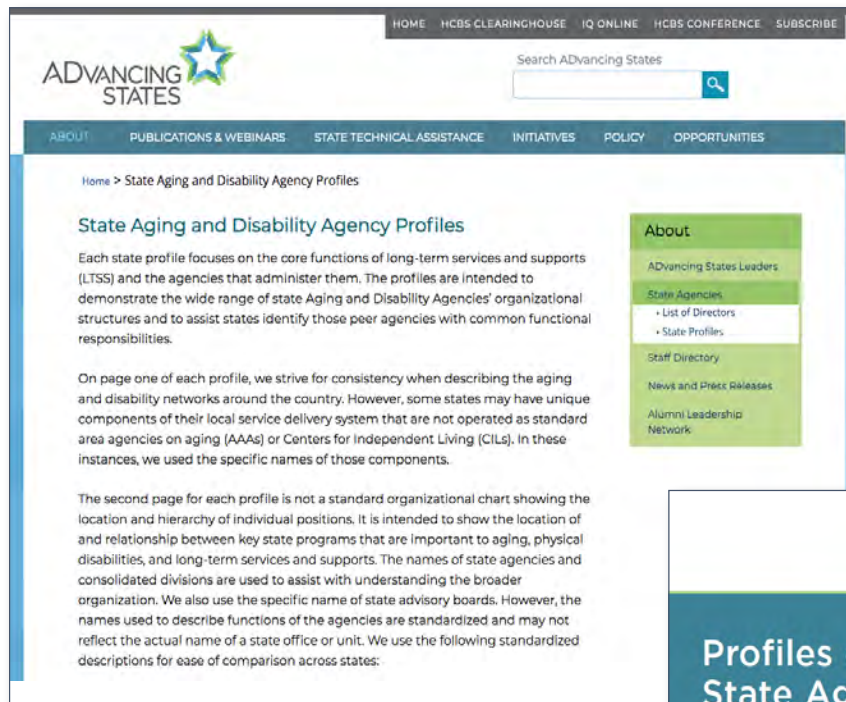 HOME HCBS CLEARINGHOUSE IQ ONLINE HCBS CONFERENCE SUBSCRIBE
ADVANCING
STATES
Search ADvancing States
ABOUT PUBLICATIONS & WEBINARS STATE TECHNICAL ASSISTANCE INITIATIVES POLICY OPPORTUNITIES
Home > State Aging and Disability Agency Profiles
State Aging and Disability Agency Profiles
Each state profile focuses on the core functions of long-term services and supports
(LTSS) and the agencies that administer them. The profiles are intended to
demonstrate the wide range of state Aging and Disability Agencies' organizational
structures and to assist states identify those peer agencies with common functional
responsibilities.
On page one of each profile, we strive for consistency when describing the aging
and disability networks around the country. However, some states may have unique
components of their local service delivery system that are not operated as standard
area agencies on aging (AAAs) or Centers for Independent Living (CILs). In these
instances, we used the specific names of those components.
The second page for each profile is not a standard organizational chart showing the
location and hierarchy of individual positions. It is intended to show the location of
and relationship between key state programs that are important to aging, physical
disabilities, and long-term services and supports. The names of state agencies and
consolidated divisions are used to assist with understanding the broader
organization. We also use the specific name of state advisory boards. However, the
names used to describe functions of the agencies are standardized and may not
reflect the actual name of a state office or unit. We use the following standardized
descriptions for ease of comparison across states:
About
ADvancing States Leaders
State Agencies
• List of Directors
• State Profiles
Staff Directory
News and Press Releases
Alumni Leadership
Network
Profiles
State